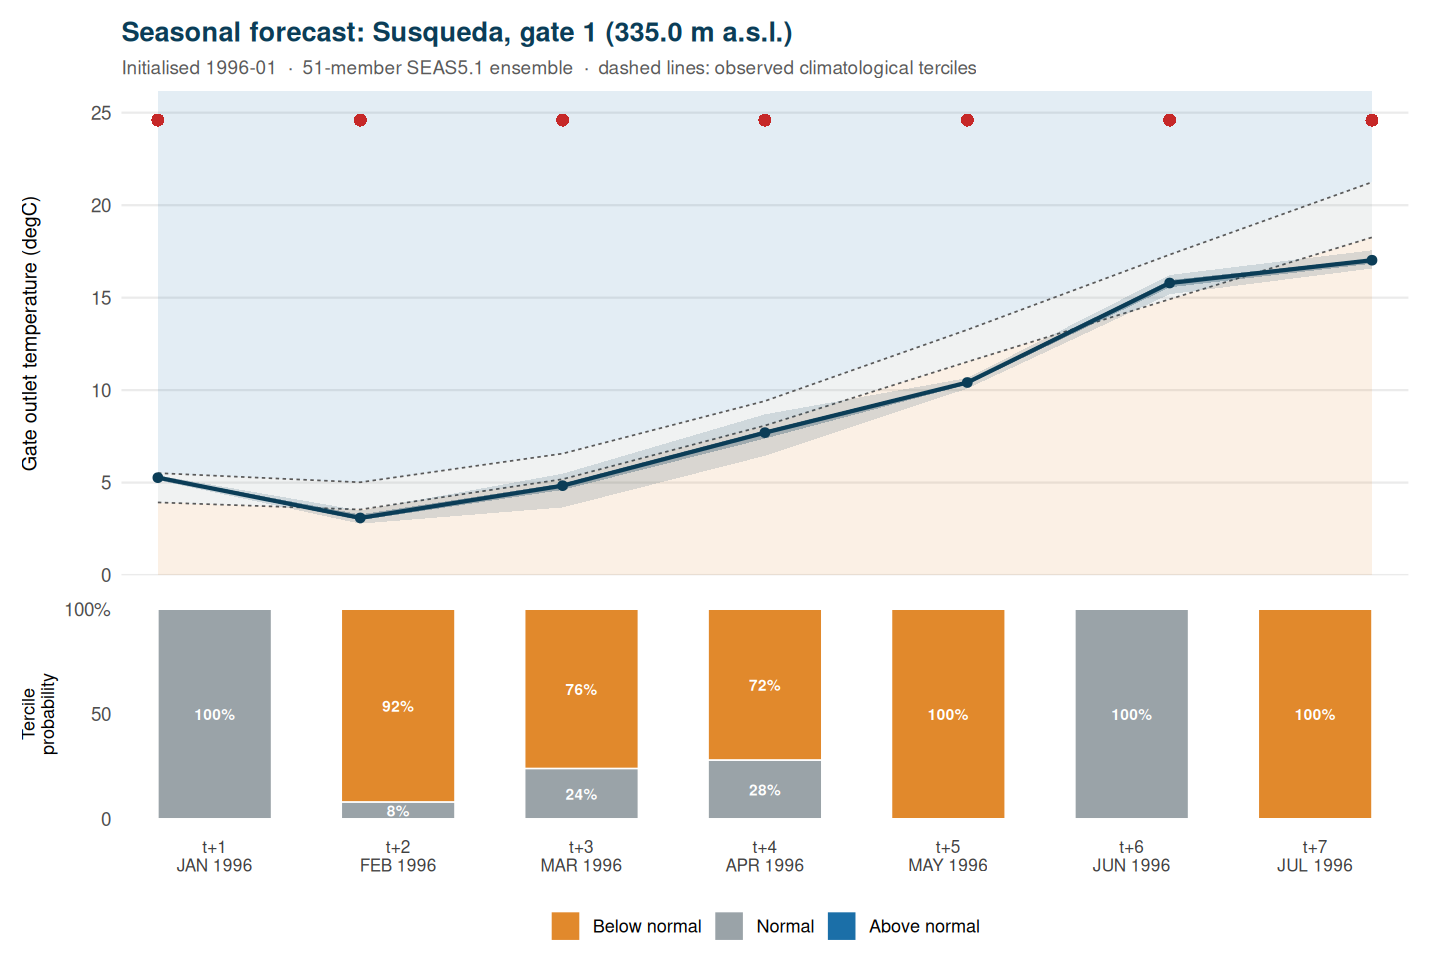 Seasonal forecast: Susqueda, gate 1 (335.0 m a.s.l.)
Initialised 1996-01 · 51-member SEAS5.1 ensemble · dashed lines: observed climatological terciles
Gate outlet temperature (degC)
25
20
15
10
5
0
Tercile
probability
100%
50
0
100%
92%
8%
76%
24%
72%
28%
100%
100%
100%
t+1
JAN 1996
t+2
FEB 1996
t+3
MAR 1996
t+4
APR 1996
t+5
MAY 1996
t+6
JUN 1996
t+7
JUL 1996
Below normal
Normal
Above normal